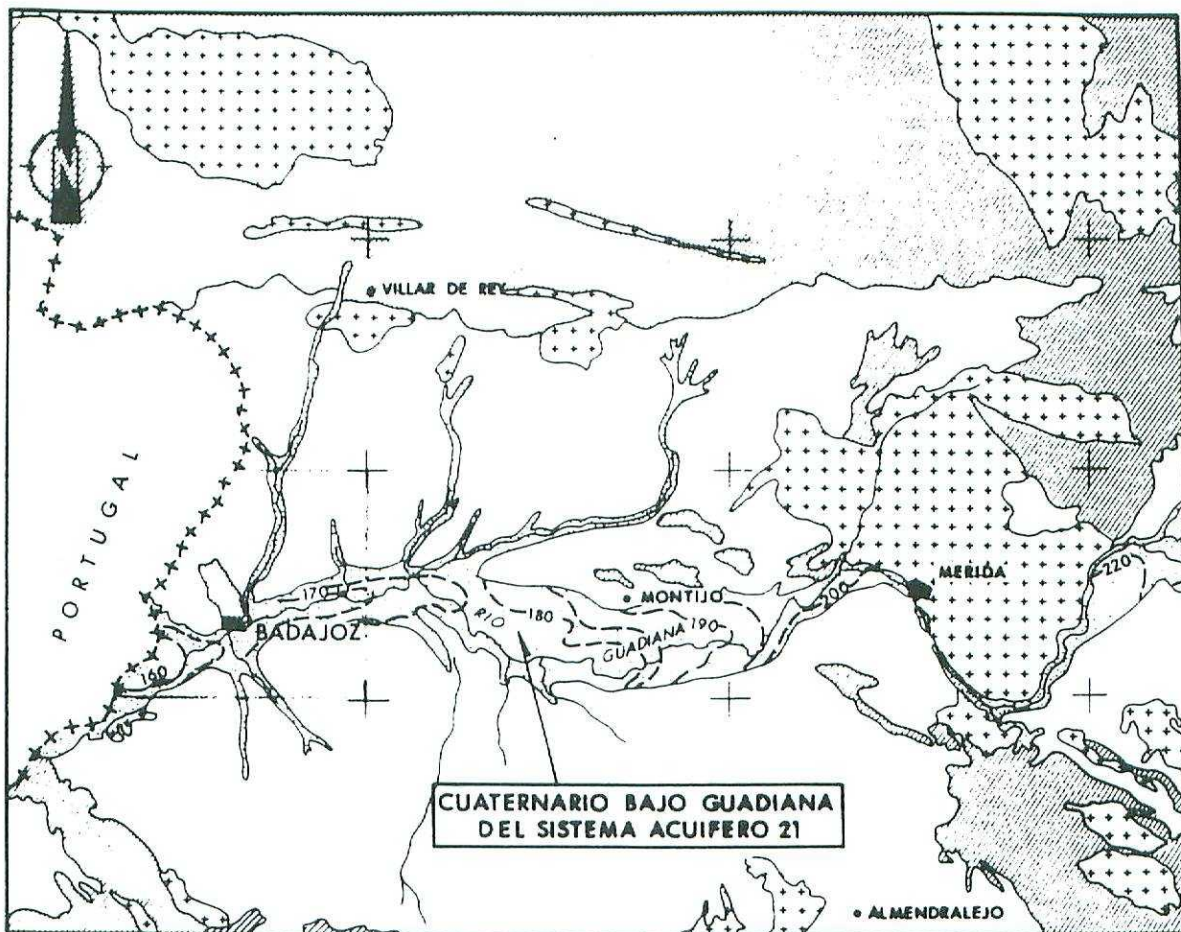 N
VILLAR DE REY
PORTUGAL
170
BADAJOZ
160
RIO
180
MONTIJO
GUADIANA 190
200
MERIDA
220
CUATERNARIO BAJO GUADIANA
DEL SISTEMA ACUIFERO 21
ALMENDRALEJO